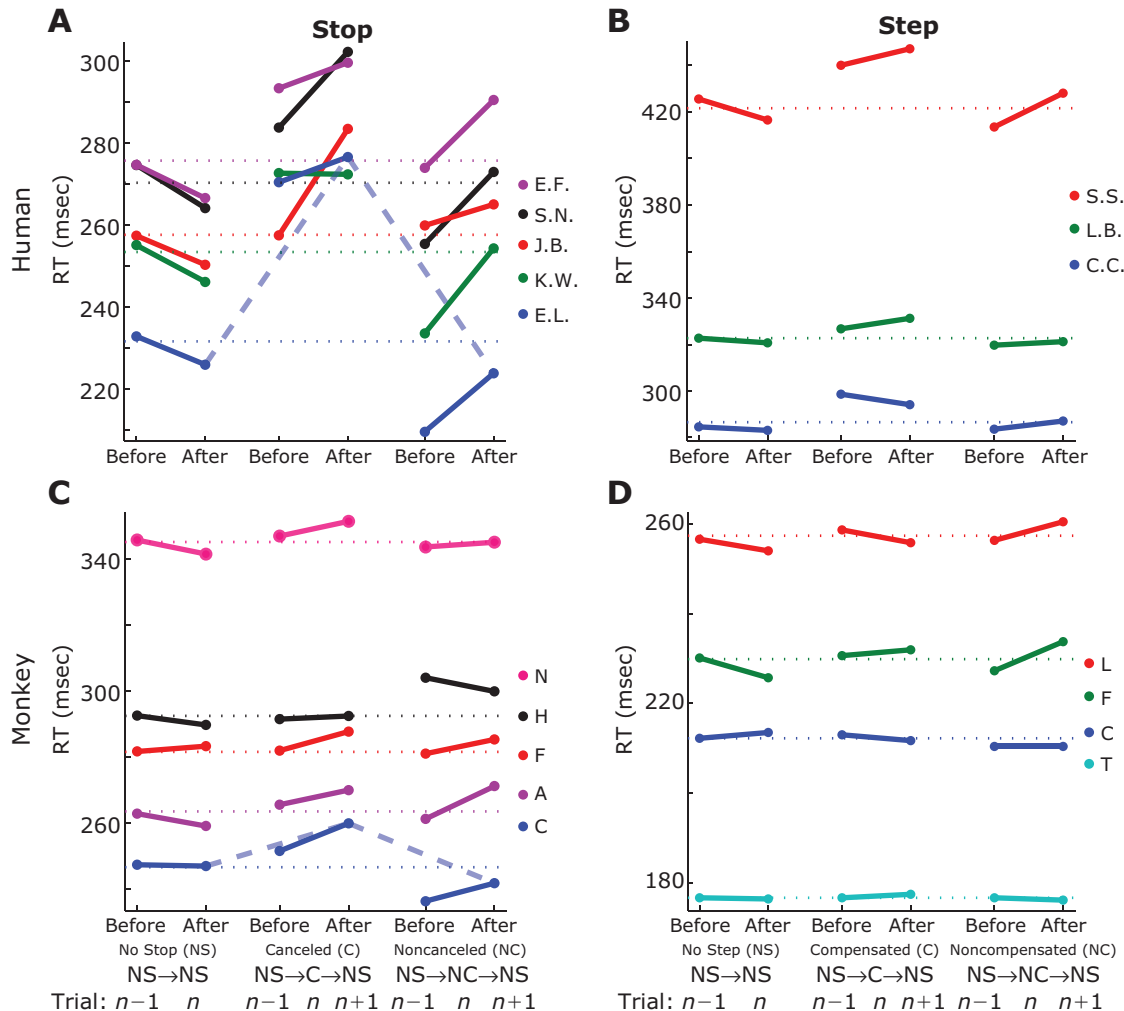 A
Stop
B
Step
Human
RT (msec)
300
280
260
240
220
E.F.
S.N.
J.B.
K.W.
E.L.
Before After Before After Before After
RT (msec)
420
380
340
300
S.S.
L.B.
C.C.
Before After Before After Before After
C
D
Monkey
RT (msec)
340
300
260
N
H
F
A
C
Before After Before After Before After
No Stop (NS) Canceled (C) Noncanceled (NC)
NS→NS NS→C→NS NS→NC→NS
Trial: n−1 n n−1 n n+1 n−1 n n+1
RT (msec)
260
220
180
L
F
C
T
Before After Before After Before After
No Step (NS) Compensated (C) Noncompensated (NC)
NS→NS NS→C→NS NS→NC→NS
Trial: n−1 n n−1 n n+1 n−1 n n+1